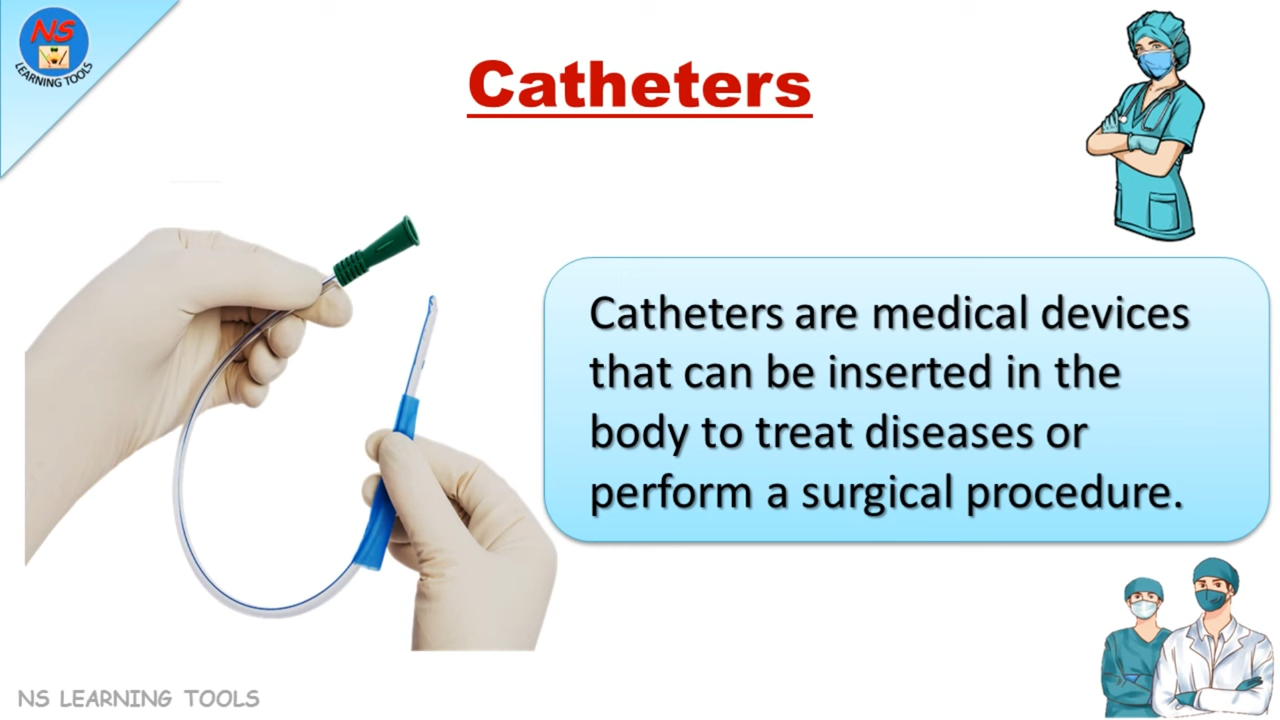 NS
LEARNING TOOLS
Catheters
Catheters are medical devices
that can be inserted in the
body to treat diseases or
perform a surgical procedure.
NS LEARNING TOOLS